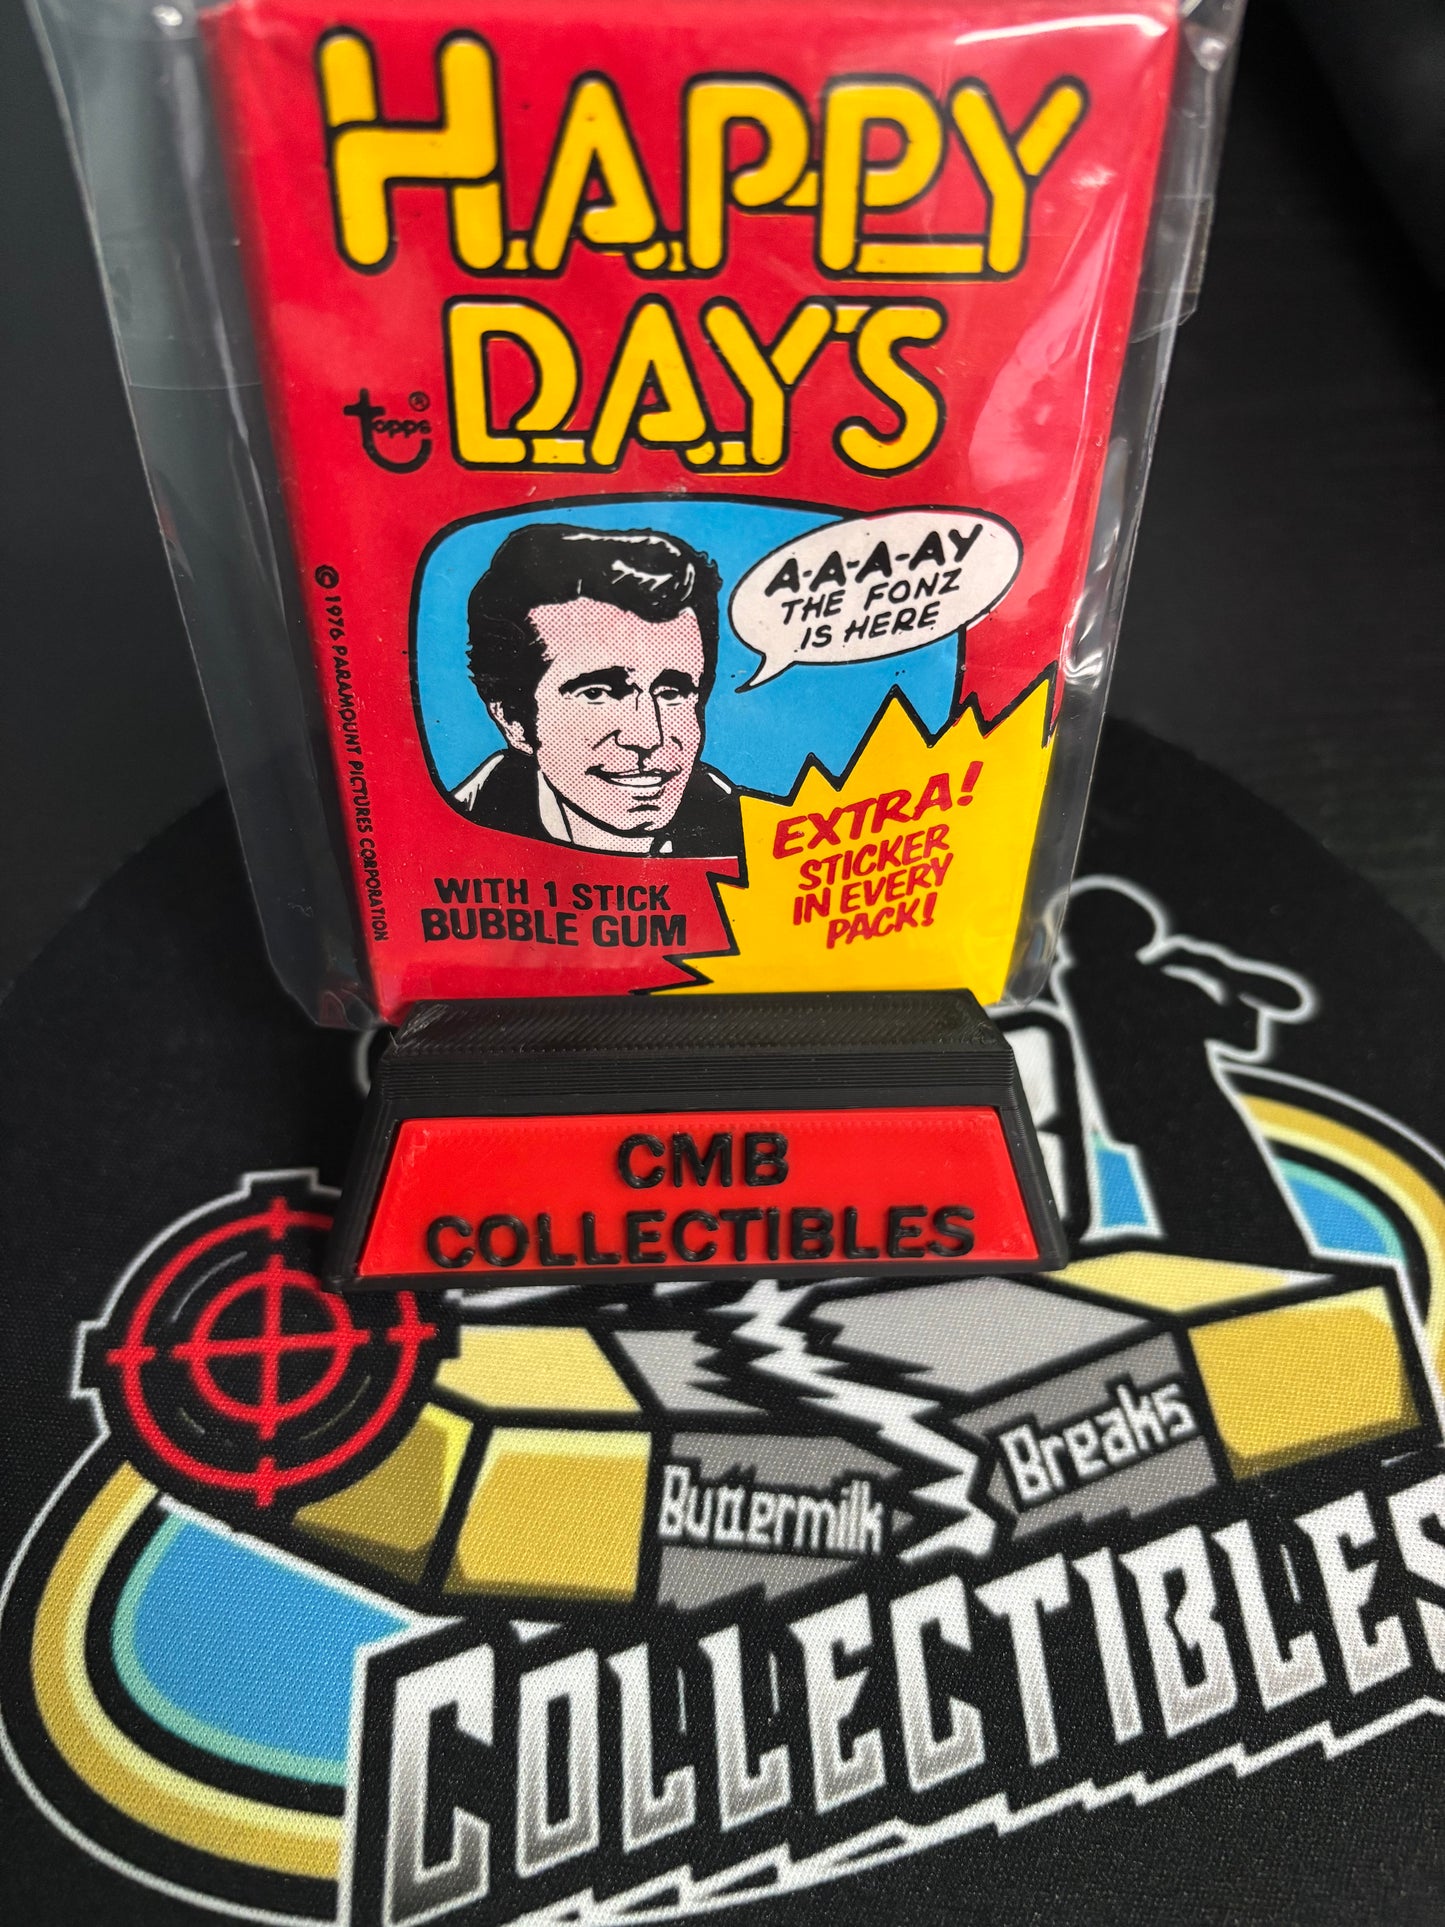 HAPPY
DAYS
topps®
A-A-A-AY
THE FONZ
IS HERE
© 1976 PARAMOUNT PICTURES CORPORATION
EXTRA!
STICKER
IN EVERY
PACK!
WITH 1 STICK
BUBBLE GUM
CMB
COLLECTIBLES
Buttermilk Breaks
COLLECTIBLES